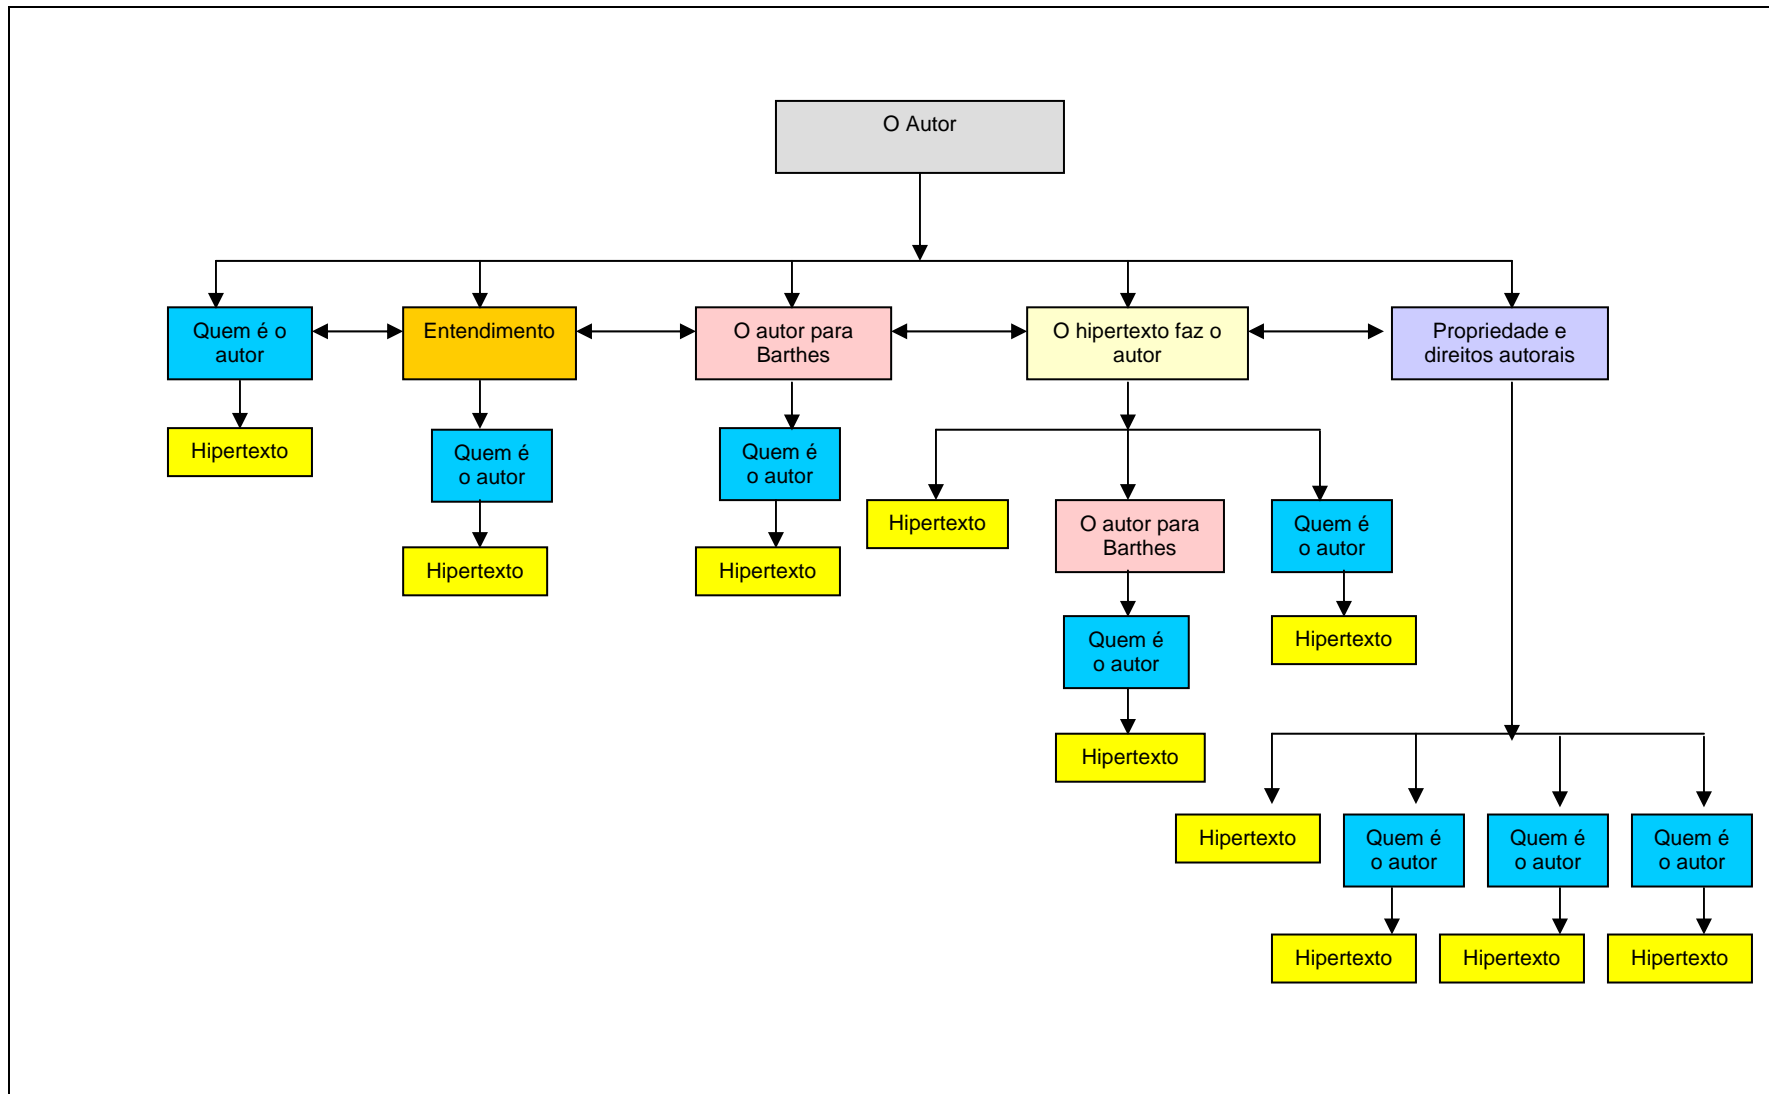 O Autor
Quem é o
autor
Entendimento
O autor para
Barthes
O hipertexto faz o
autor
Propriedade e
direitos autorais
Hipertexto
Quem é
o autor
Hipertexto
Quem é
o autor
Hipertexto
Hipertexto
O autor para
Barthes
Quem é
o autor
Hipertexto
Quem é
o autor
Hipertexto
Hipertexto
Quem é
o autor
Hipertexto
Quem é
o autor
Hipertexto
Quem é
o autor
Hipertexto